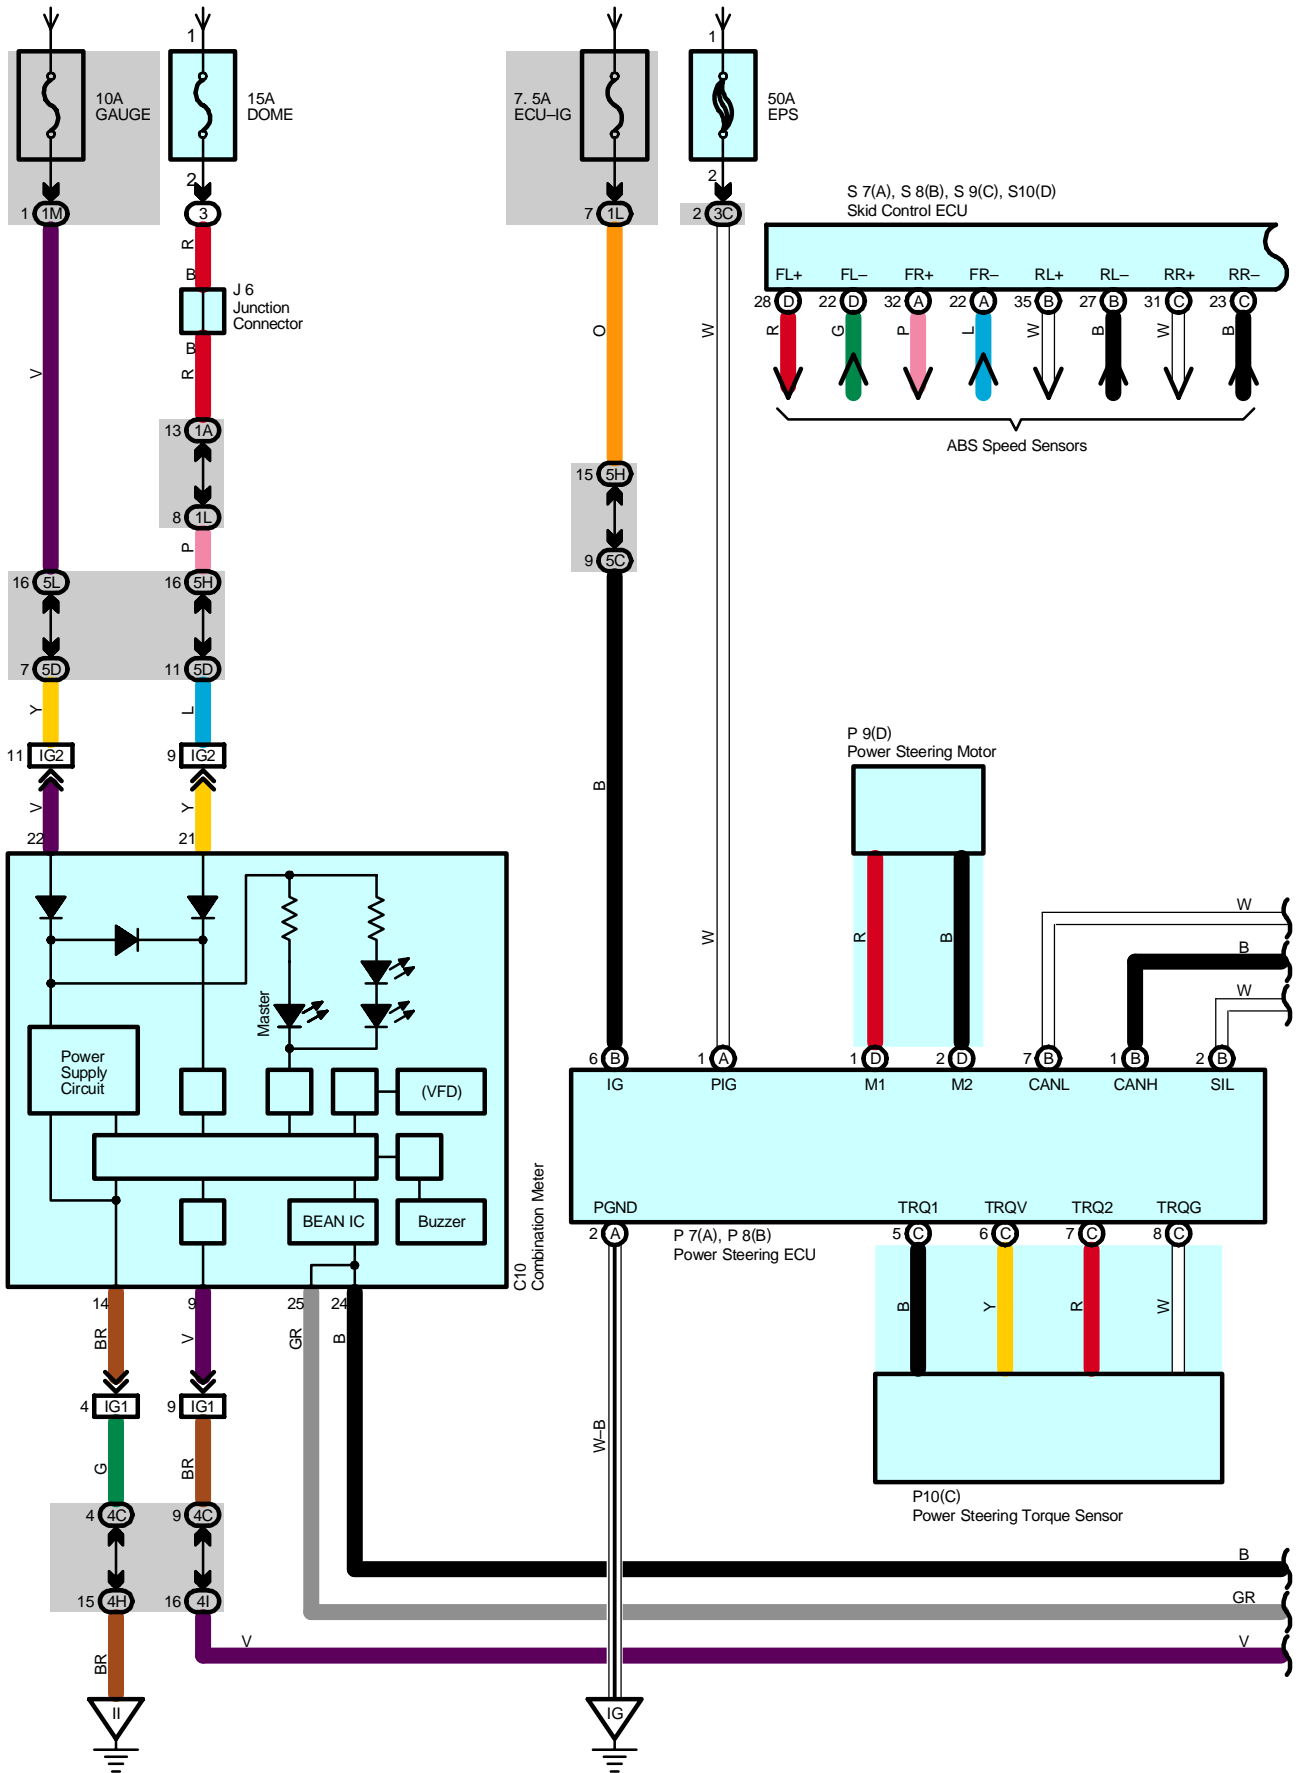 1
1
10A
GAUGE
15A
DOME
7. 5A
ECU–IG
50A
EPS
2
2
1 1M
3
7 1L
2 3C
S 7(A), S 8(B), S 9(C), S10(D)
Skid Control ECU
R
B
FL+ FL– FR+ FR– RL+ RL– RR+ RR–
28 D 22 D 32 A 22 A 35 B 27 B 31 C 23 C
J 6
Junction
Connector
R G P L W B W B
V
B
R
O
W
ABS Speed Sensors
13 1A
15 5H
8 1L
P
9 5C
16 5L
16 5H
7 5D
11 5D
Y
L
P 9(D)
Power Steering Motor
11 IG2
9 IG2
V
Y
B
22
21
W
R
B
W
B
W
Master
Power
Supply
Circuit
(VFD)
6 B
1 A
1 D
2 D
7 B
1 B
2 B
IG PIG M1 M2 CANL CANH SIL
BEAN IC
Buzzer
C10
Combination Meter
PGND TRQ1 TRQV TRQ2 TRQG
2 A
5 C
6 C
7 C
8 C
P 7(A), P 8(B)
Power Steering ECU
14
9
25
24
BR
V
GR
B
B
Y
R
W
4 IG1
9 IG1
G
BR
W–B
4 4C
9 4C
P10(C)
Power Steering Torque Sensor
B
15 4H
16 4I
GR
V
V
BR
II
IG